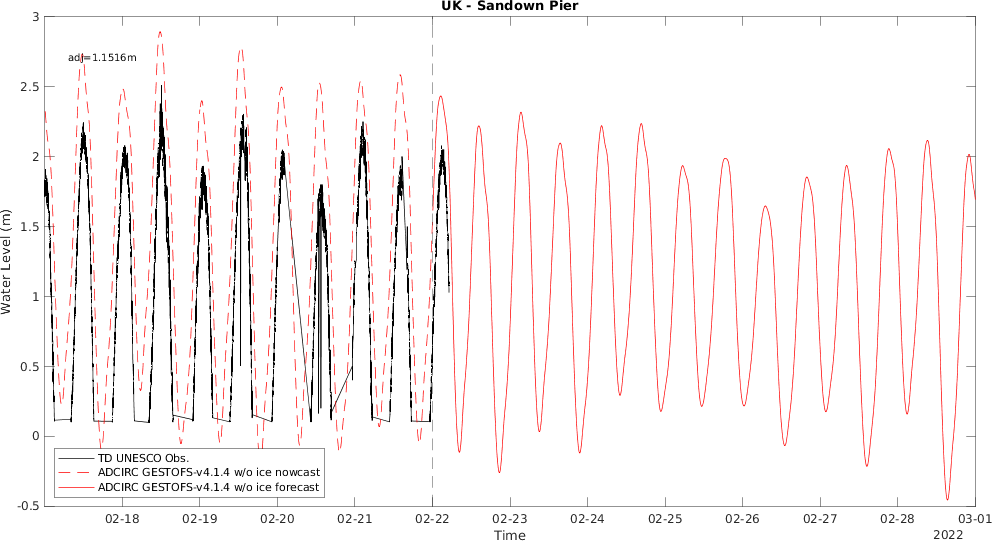 UK - Sandown Pier
adj=1.1516m
Water Level (m)
3
2.5
2
1.5
1
0.5
0
-0.5
TD UNESCO Obs.
ADCIRC GESTOFS-v4.1.4 w/o ice nowcast
ADCIRC GESTOFS-v4.1.4 w/o ice forecast
02-18 02-19 02-20 02-21 02-22 02-23 02-24 02-25 02-26 02-27 02-28 03-01
Time
2022